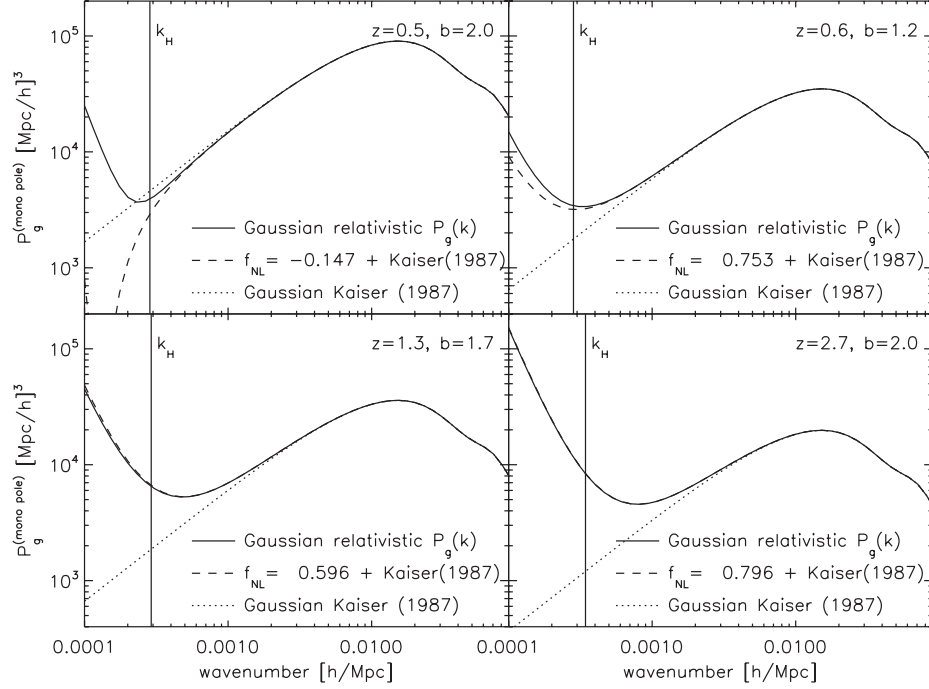 k_H z=0.5, b=2.0
k_H z=0.6, b=1.2
10^5
10^4
10^3
P_g^(mono pole) [Mpc/h]^3
Gaussian relativistic P_g(k)
f_NL= −0.147 + Kaiser(1987)
Gaussian Kaiser (1987)
Gaussian relativistic P_g(k)
f_NL= 0.753 + Kaiser(1987)
Gaussian Kaiser (1987)
k_H z=1.3, b=1.7
k_H z=2.7, b=2.0
10^5
10^4
10^3
P_g^(mono pole) [Mpc/h]^3
Gaussian relativistic P_g(k)
f_NL= 0.596 + Kaiser(1987)
Gaussian Kaiser (1987)
Gaussian relativistic P_g(k)
f_NL= 0.796 + Kaiser(1987)
Gaussian Kaiser (1987)
0.0001 0.0010 0.0100 0.0001 0.0010 0.0100
wavenumber [h/Mpc] wavenumber [h/Mpc]